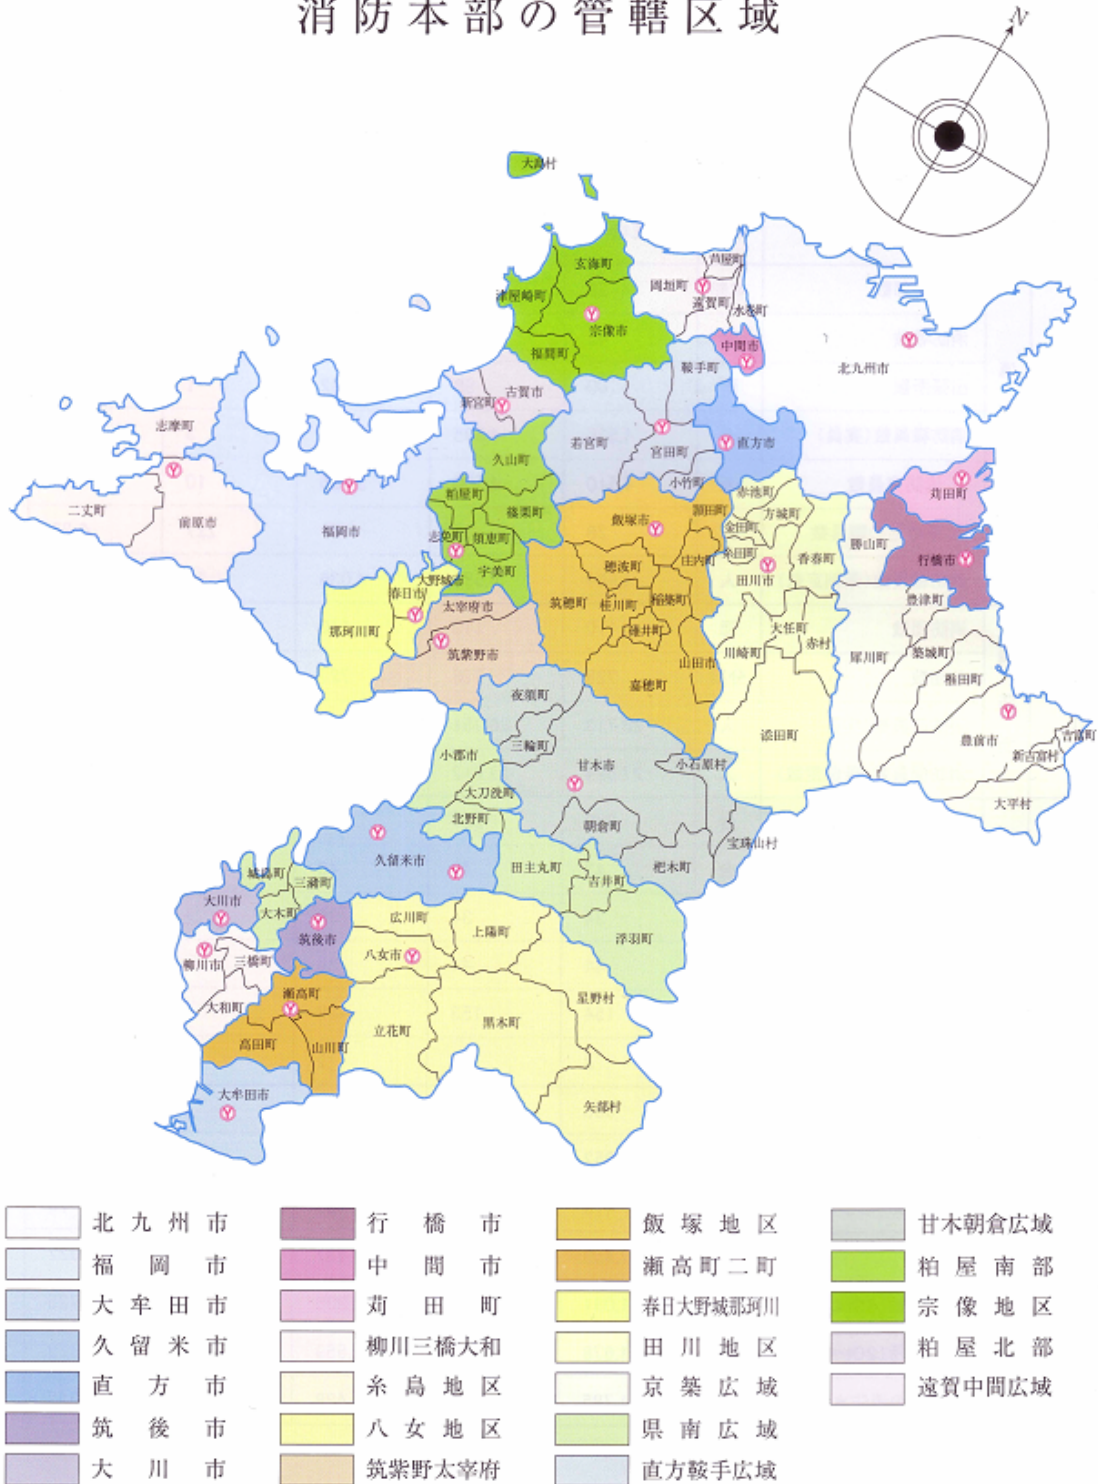 消防本部の管轄区域
N
大島村
玄海町
津屋崎町
宗像市
福間町
岡垣町
芦屋町
遠賀町
水巻町
中間市
北九州市
鞍手町
古賀市
新宮町
若宮町
宮田町
直方市
小竹町
志摩町
二丈町
前原市
福岡市
久山町
粕屋町
篠栗町
志免町
須恵町
宇美町
飯塚市
頴田町
穂波町
庄内町
筑穂町
桂川町
稲築町
碓井町
山田市
嘉穂町
赤池町
方城町
金田町
糸田町
香春町
田川市
大任町
川崎町
赤村
添田町
勝山町
苅田町
行橋市
豊津町
犀川町
築城町
椎田町
豊前市
吉富町
新吉富村
大平村
大野城市
春日市
那珂川町
太宰府市
筑紫野市
夜須町
三輪町
甘木市
小石原村
朝倉町
宝珠山村
杷木町
小郡市
大刀洗町
北野町
久留米市
田主丸町
吉井町
浮羽町
城島町
三潴町
大川市
大木町
筑後市
広川町
八女市
上陽町
星野村
柳川市
三橋町
大和町
瀬高町
高田町
山川町
立花町
黒木町
矢部村
大牟田市
北九州市
福岡市
大牟田市
久留米市
直方市
筑後市
大川市
行橋市
中間市
苅田町
柳川三橋大和
糸島地区
八女地区
筑紫野太宰府
飯塚地区
瀬高町二町
春日大野城那珂川
田川地区
京築広域
県南広域
直方鞍手広域
甘木朝倉広域
粕屋南部
宗像地区
粕屋北部
遠賀中間広域